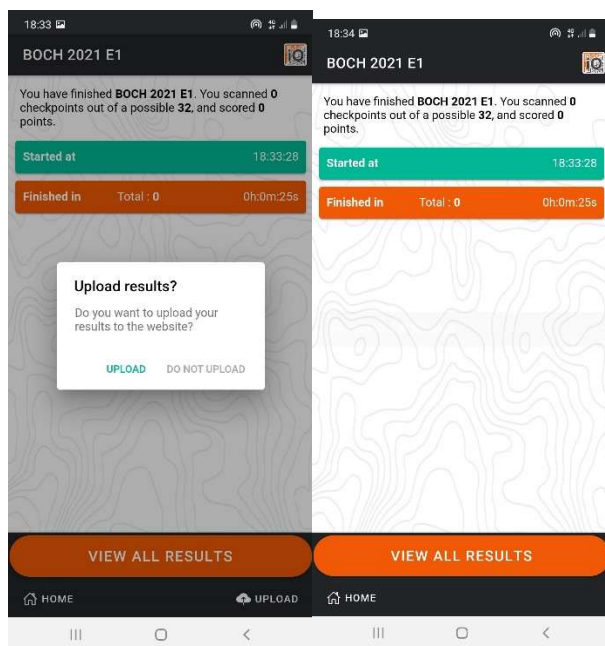 18:33
BOCH 2021 E1
You have finished BOCH 2021 E1. You scanned 0
checkpoints out of a possible 32, and scored 0
points.
Started at 18:33:28
Finished in Total : 0 0h:0m:25s
Upload results?
Do you want to upload your
results to the website?
UPLOAD DO NOT UPLOAD
VIEW ALL RESULTS
HOME UPLOAD
18:34
BOCH 2021 E1
You have finished BOCH 2021 E1. You scanned 0
checkpoints out of a possible 32, and scored 0
points.
Started at 18:33:28
Finished in Total : 0 0h:0m:25s
VIEW ALL RESULTS
HOME